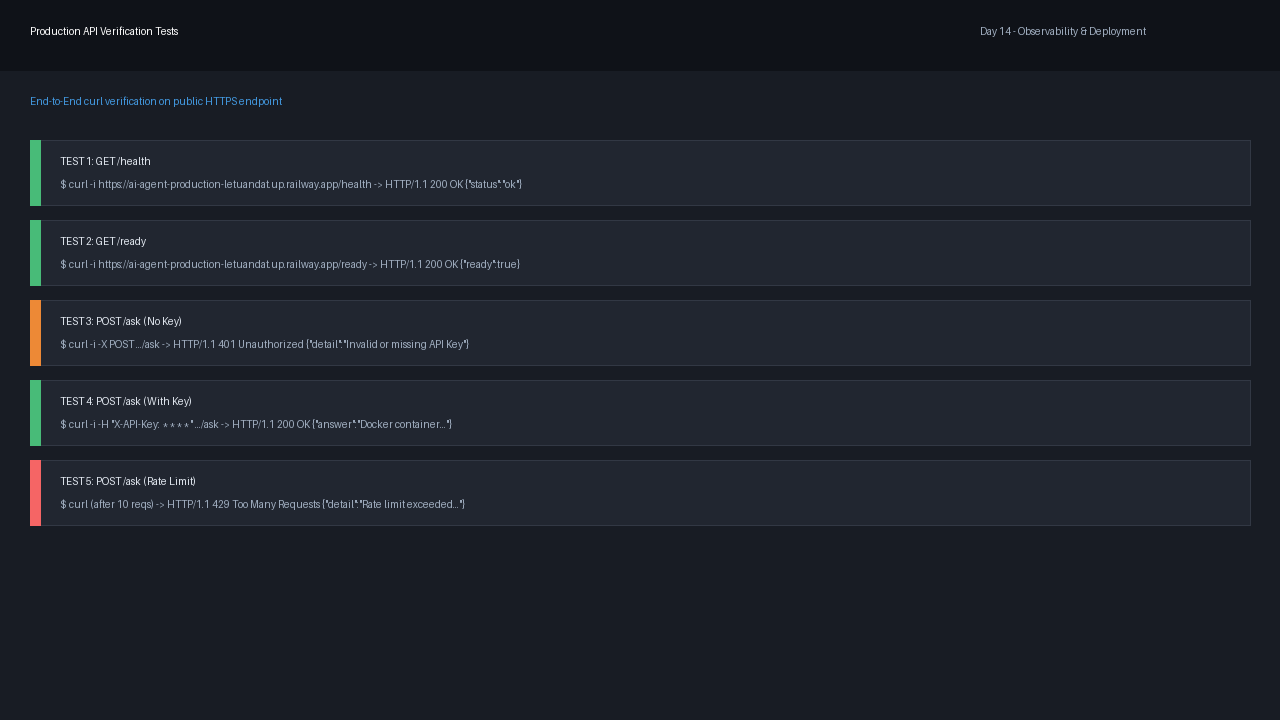 Production API Verification Tests
Day 14 - Observability & Deployment
End-to-End curl verification on public HTTPS endpoint
TEST 1: GET /health
$ curl -i https://ai-agent-production-letuandat.up.railway.app/health -> HTTP/1.1 200 OK {"status":"ok"}
TEST 2: GET /ready
$ curl -i https://ai-agent-production-letuandat.up.railway.app/ready -> HTTP/1.1 200 OK {"ready":true}
TEST 3: POST /ask (No Key)
$ curl -i -X POST .../ask -> HTTP/1.1 401 Unauthorized {"detail":"Invalid or missing API Key"}
TEST 4: POST /ask (With Key)
$ curl -i -H "X-API-Key: ****" .../ask -> HTTP/1.1 200 OK {"answer":"Docker container..."}
TEST 5: POST /ask (Rate Limit)
$ curl (after 10 reqs) -> HTTP/1.1 429 Too Many Requests {"detail":"Rate limit exceeded..."}